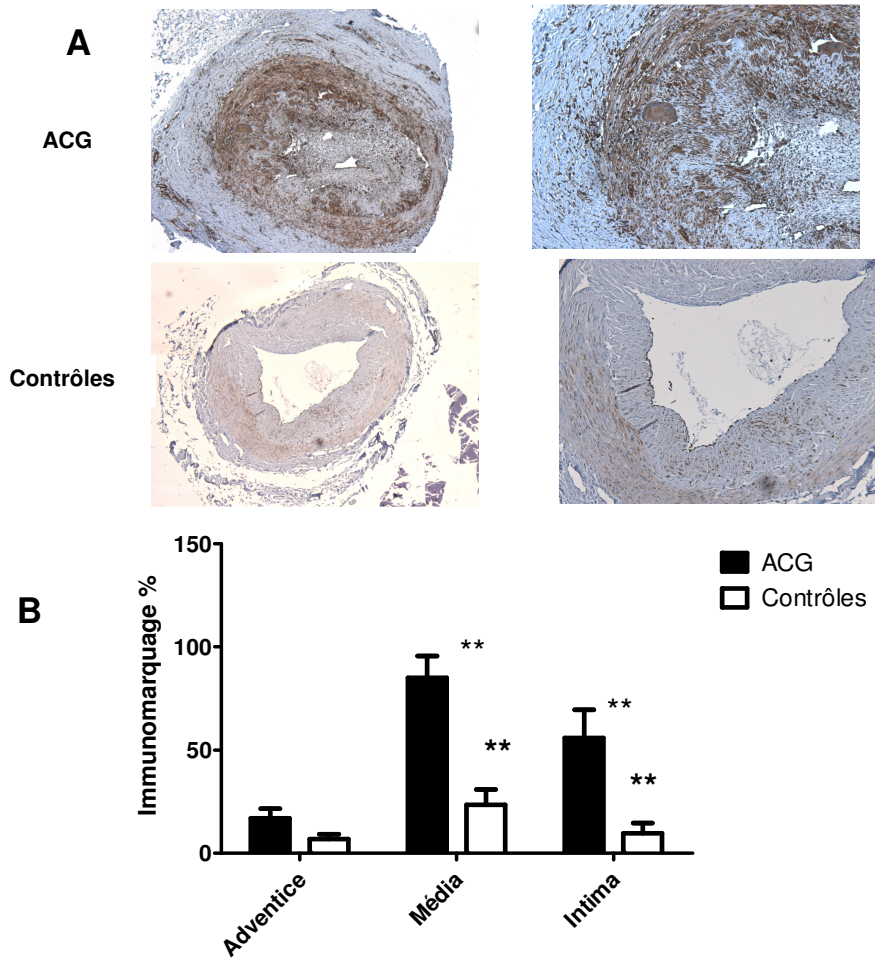 A
ACG
Contrôles
B
Immunomarquage %
150
100
50
0
ACG
Contrôles
**
**
**
**
Adventice
Média
Intima